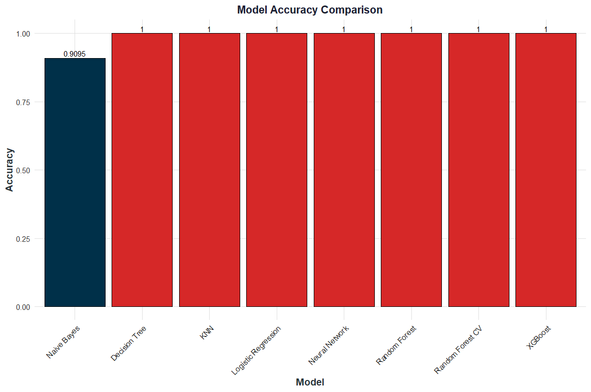 Model Accuracy Comparison
Accuracy
1.00
0.75
0.50
0.25
0.00
0.9095
1
1
1
1
1
1
1
Naive Bayes
Decision Tree
KNN
Logistic Regression
Neural Network
Random Forest
Random Forest CV
XGBoost
Model